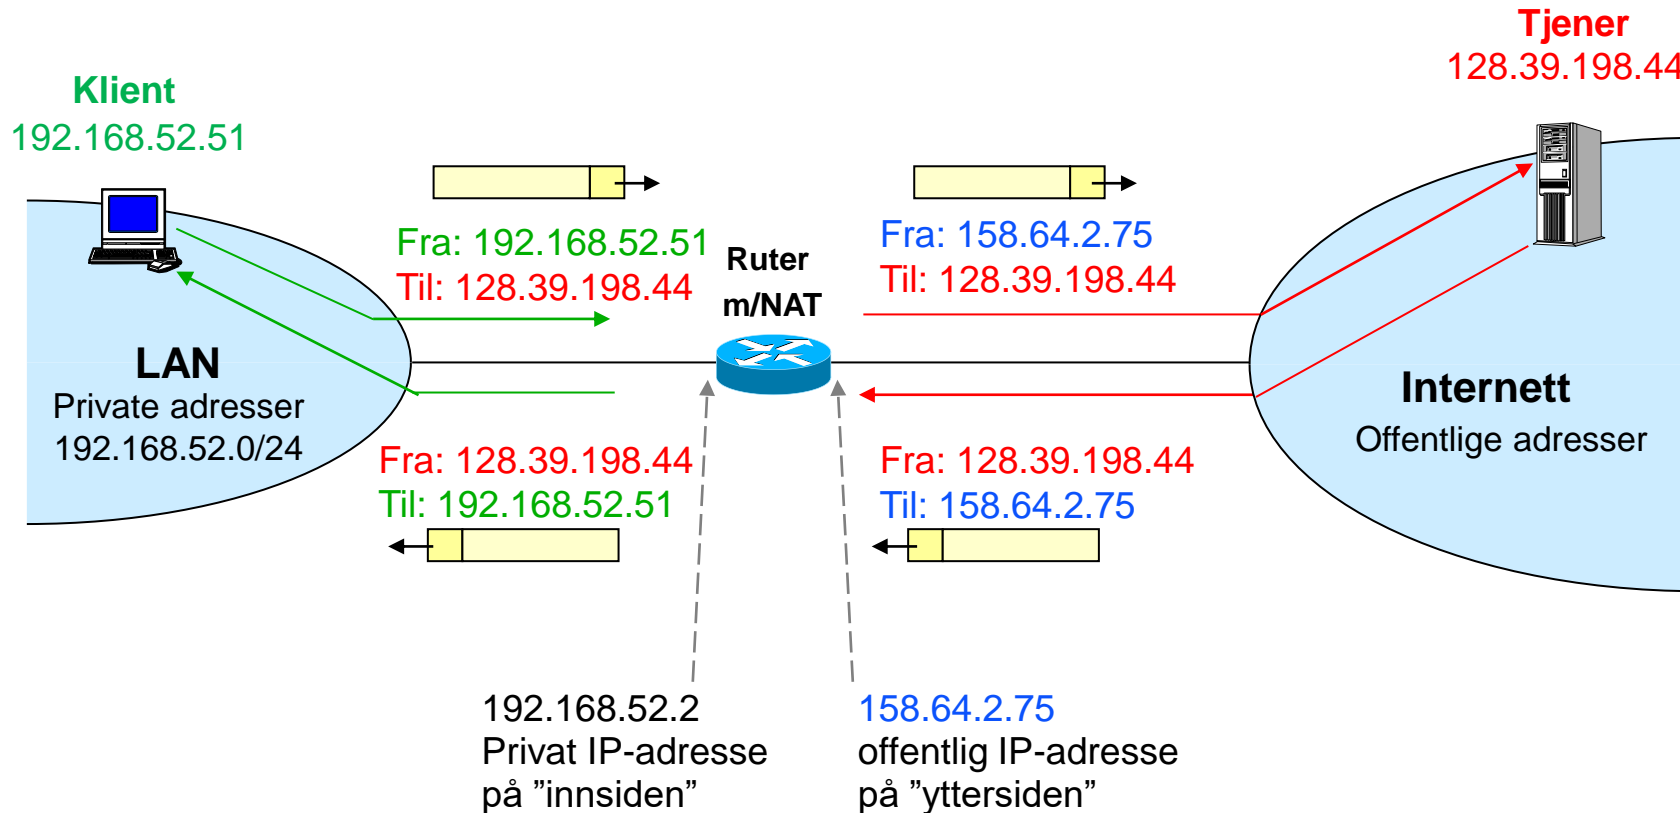 Tjener
128.39.198.44
Klient
192.168.52.51
Fra: 192.168.52.51
Til: 128.39.198.44
Ruter
m/NAT
Fra: 158.64.2.75
Til: 128.39.198.44
LAN
Private adresser
192.168.52.0/24
Internett
Offentlige adresser
Fra: 128.39.198.44
Til: 192.168.52.51
Fra: 128.39.198.44
Til: 158.64.2.75
192.168.52.2
Privat IP-adresse
på ”innsiden”
158.64.2.75
offentlig IP-adresse
på ”yttersiden”